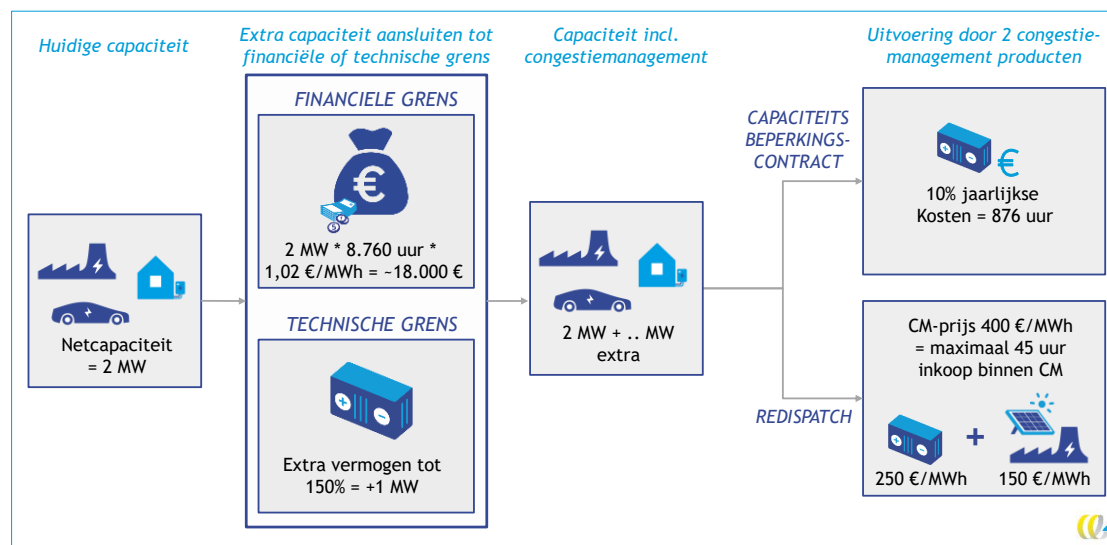 Huidige capaciteit
Extra capaciteit aansluiten tot
financiële of technische grens
Capaciteit incl.
congestiemanagement
Uitvoering door 2 congestie-
management producten
FINANCIELE GRENS
€
2 MW * 8.760 uur *
1,02 €/MWh = ~18.000 €
Netcapaciteit
= 2 MW
TECHNISCHE GRENS
Extra vermogen tot
150% = +1 MW
2 MW + .. MW
extra
CAPACITEITS
BEPERKINGS-
CONTRACT
€
10% jaarlijkse
Kosten = 876 uur
REDISPATCH
CM-prijs 400 €/MWh
= maximaal 45 uur
inkoop binnen CM
+
250 €/MWh
150 €/MWh